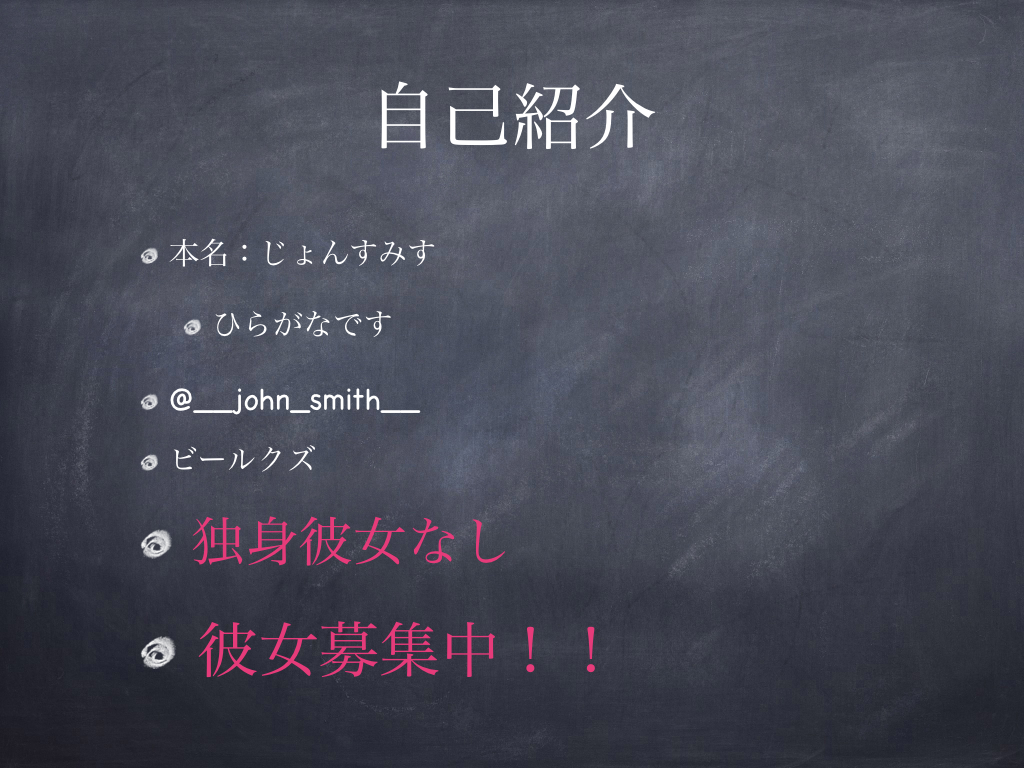 自己紹介
本名：じょんすみす
ひらがなです
@__john_smith__
ビールクズ
独身彼女なし
彼女募集中！！